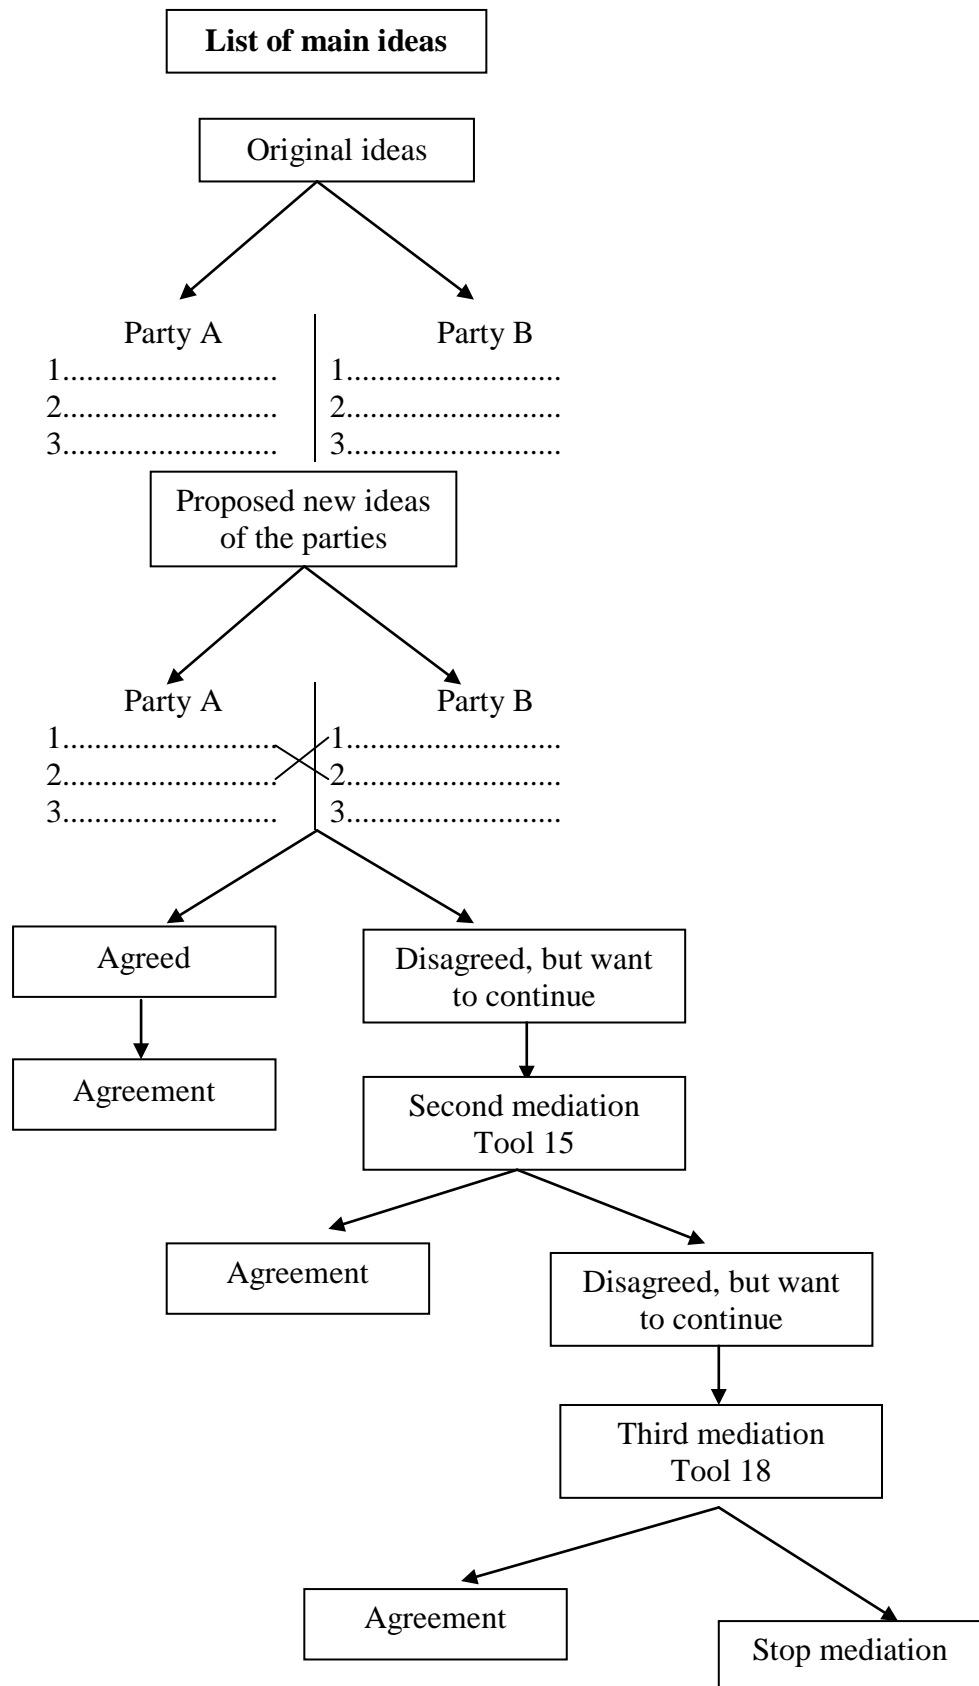 List of main ideas
Original ideas
Party A
Party B
1...........................
1...........................
2...........................
2...........................
3...........................
3...........................
Proposed new ideas
of the parties
Party A
Party B
1...........................
1...........................
2...........................
2...........................
3...........................
3...........................
Agreed
Disagreed, but want
to continue
Agreement
Second mediation
Tool 15
Agreement
Disagreed, but want
to continue
Third mediation
Tool 18
Agreement
Stop mediation